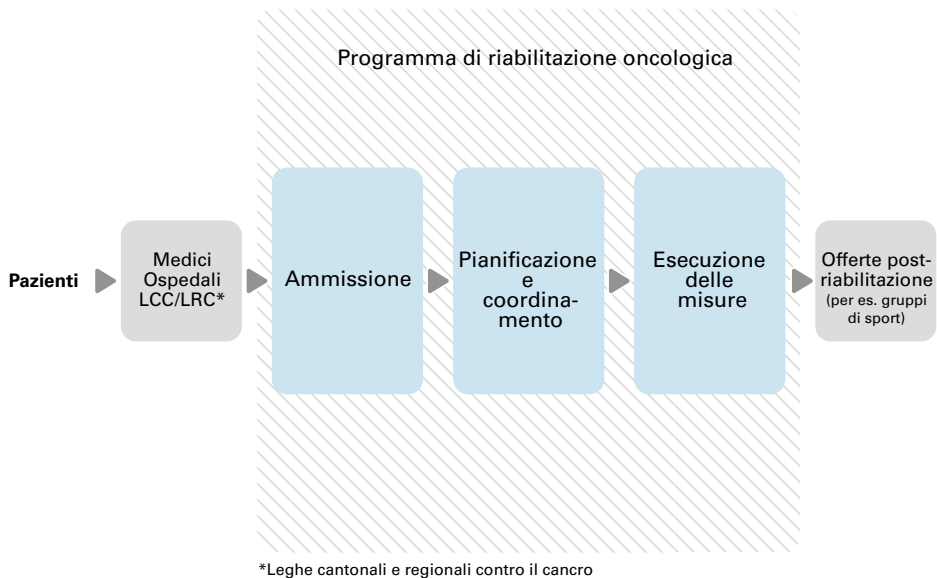 Programma di riabilitazione oncologica
Pazienti
Medici
Ospedali
LCC/LRC*
Ammissione
Pianificazione
e
coordina-
mento
Esecuzione
delle
misure
Offerte post-
riabilitazione
(per es. gruppi
di sport)
*Leghe cantonali e regionali contro il cancro